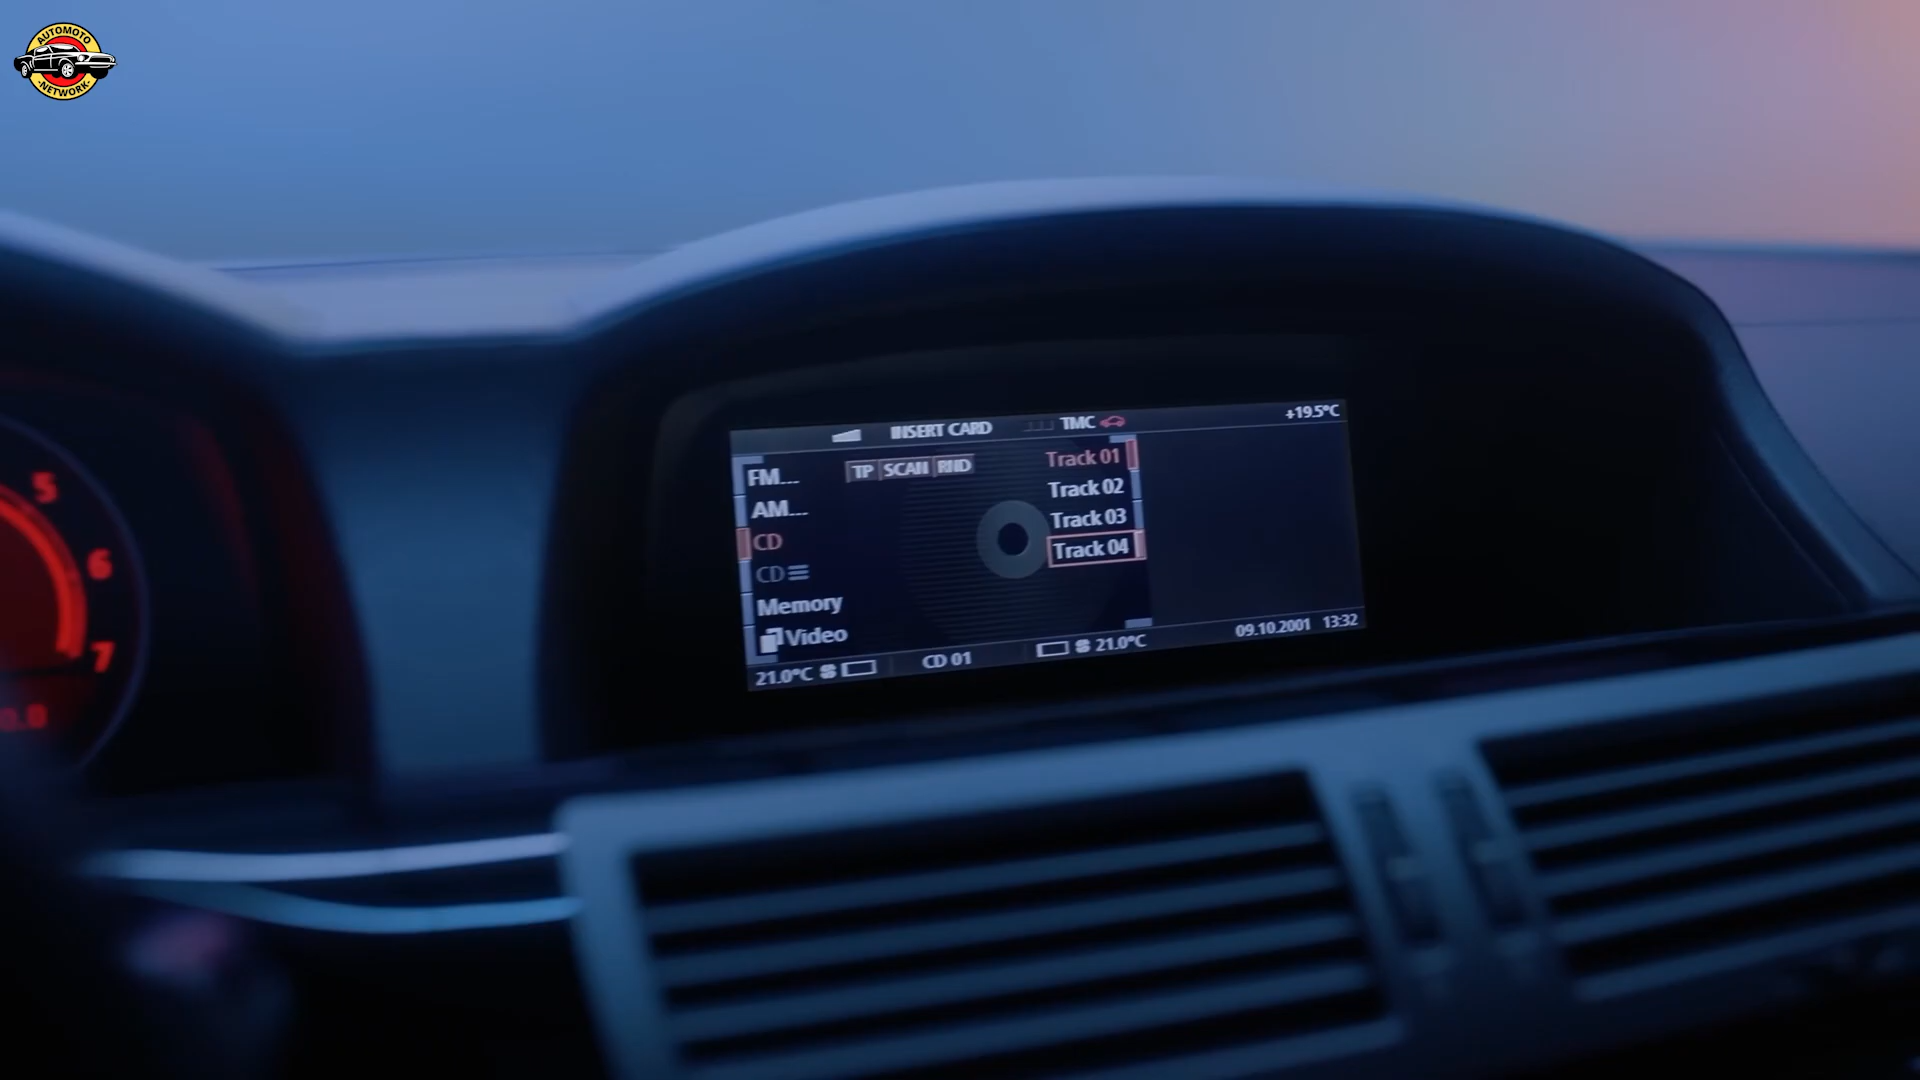 AUTOMOTO
NETWORK
INSERT CARD
TMC
+19.5°C
FM...
TP SCAN RND
Track 01
AM...
Track 02
CD
Track 03
CD
Track 04
Memory
Video
21.0°C
CD 01
21.0°C
09.10.2001
13:32
5
6
7